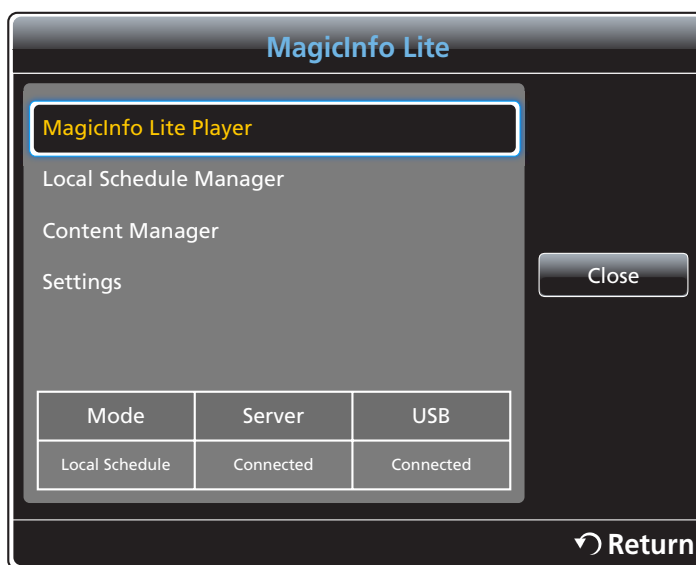 MagicInfo Lite
MagicInfo Lite Player
Local Schedule Manager
Content Manager
Settings
Close
Mode Server USB
Local Schedule Connected Connected
Return